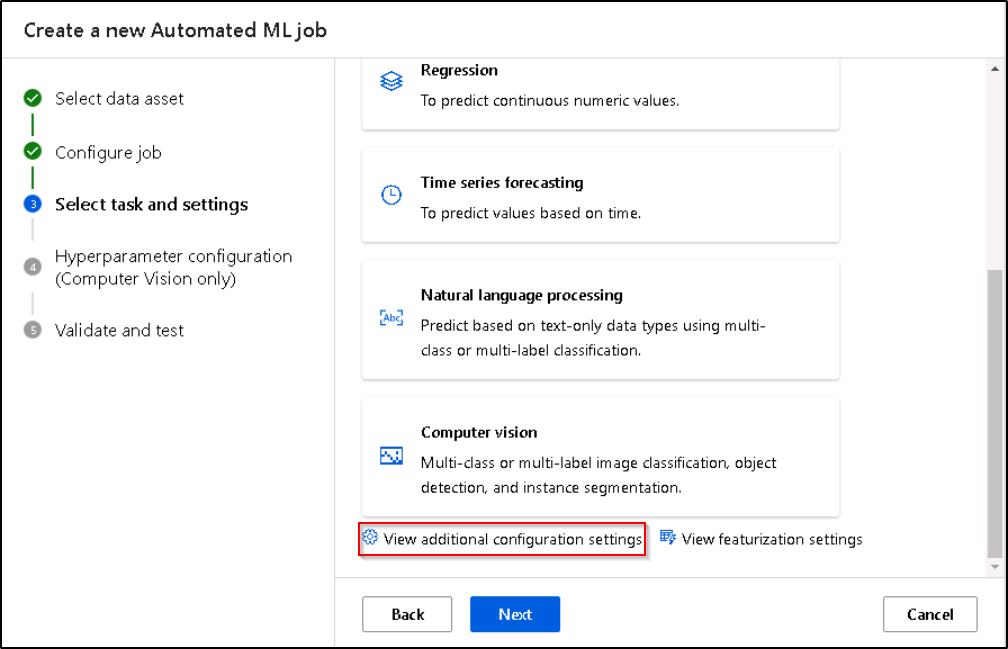 Create a new Automated ML job
Select data asset
Configure job
3
Select task and settings
4
Hyperparameter configuration
(Computer Vision only)
5
Validate and test
Regression
To predict continuous numeric values.
Time series forecasting
To predict values based on time.
Abc
Natural language processing
Predict based on text-only data types using multi-
class or multi-label classification.
Computer vision
Multi-class or multi-label image classification, object
detection, and instance segmentation.
View additional configuration settings
View featurization settings
Back
Next
Cancel